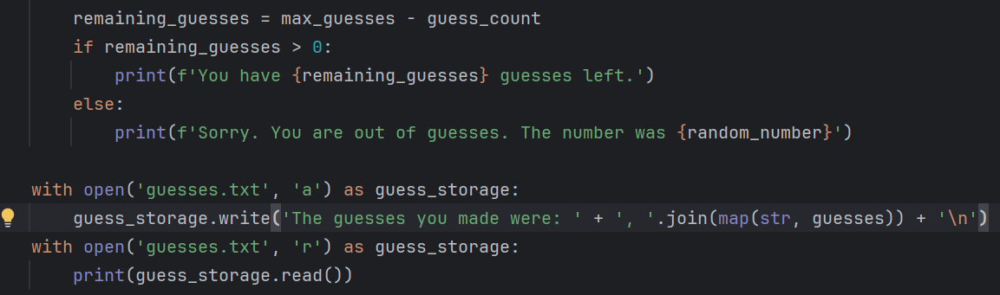 remaining_guesses = max_guesses - guess_count
if remaining_guesses > 0:
print(f'You have {remaining_guesses} guesses left.')
else:
print(f'Sorry. You are out of guesses. The number was {random_number}')
with open('guesses.txt', 'a') as guess_storage:
guess_storage.write('The guesses you made were: ' + ', '.join(map(str, guesses)) + '\n')
with open('guesses.txt', 'r') as guess_storage:
print(guess_storage.read())